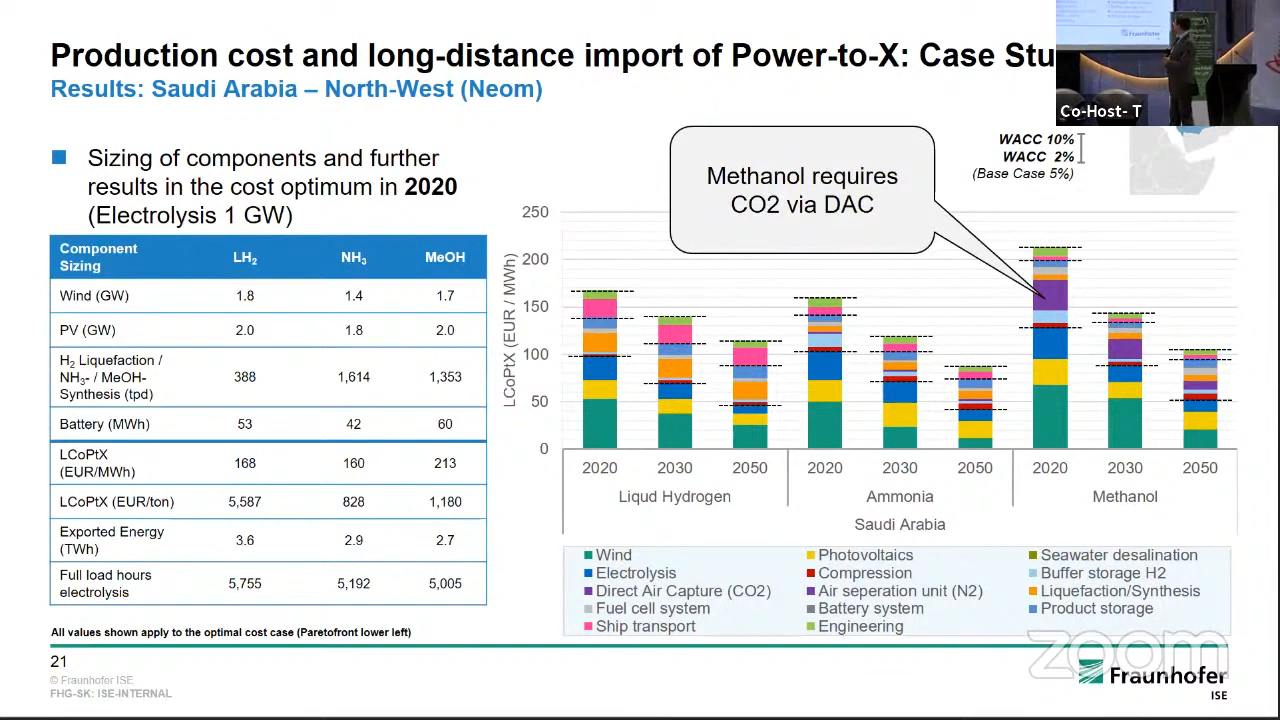 Production cost and long-distance import of Power-to-X: Case Stu
Results: Saudi Arabia – North-West (Neom)
Co-Host- T
Sizing of components and further
results in the cost optimum in 2020
(Electrolysis 1 GW)
Component
Sizing
LH2
NH3
MeOH
Wind (GW)
1.8
1.4
1.7
PV (GW)
2.0
1.8
2.0
H2 Liquefaction /
NH3- / MeOH-
Synthesis (tpd)
388
1,614
1,353
Battery (MWh)
53
42
60
LCoPtX
(EUR/MWh)
168
160
213
LCoPtX (EUR/ton)
5,587
828
1,180
Exported Energy
(TWh)
3.6
2.9
2.7
Full load hours
electrolysis
5,755
5,192
5,005
All values shown apply to the optimal cost case (Paretofront lower left)
Methanol requires
CO2 via DAC
WACC 10%
WACC 2%
(Base Case 5%)
LCoPtX (EUR / MWh)
250
200
150
100
50
0
2020 2030 2050 2020 2030 2050 2020 2030 2050
Liqud Hydrogen Ammonia Methanol
Saudi Arabia
Wind Photovoltaics Seawater desalination
Electrolysis Compression Buffer storage H2
Direct Air Capture (CO2) Air seperation unit (N2) Liquefaction/Synthesis
Fuel cell system Battery system Product storage
Ship transport Engineering
21
© Fraunhofer ISE
FHG-SK: ISE-INTERNAL
zoom
Fraunhofer
ISE